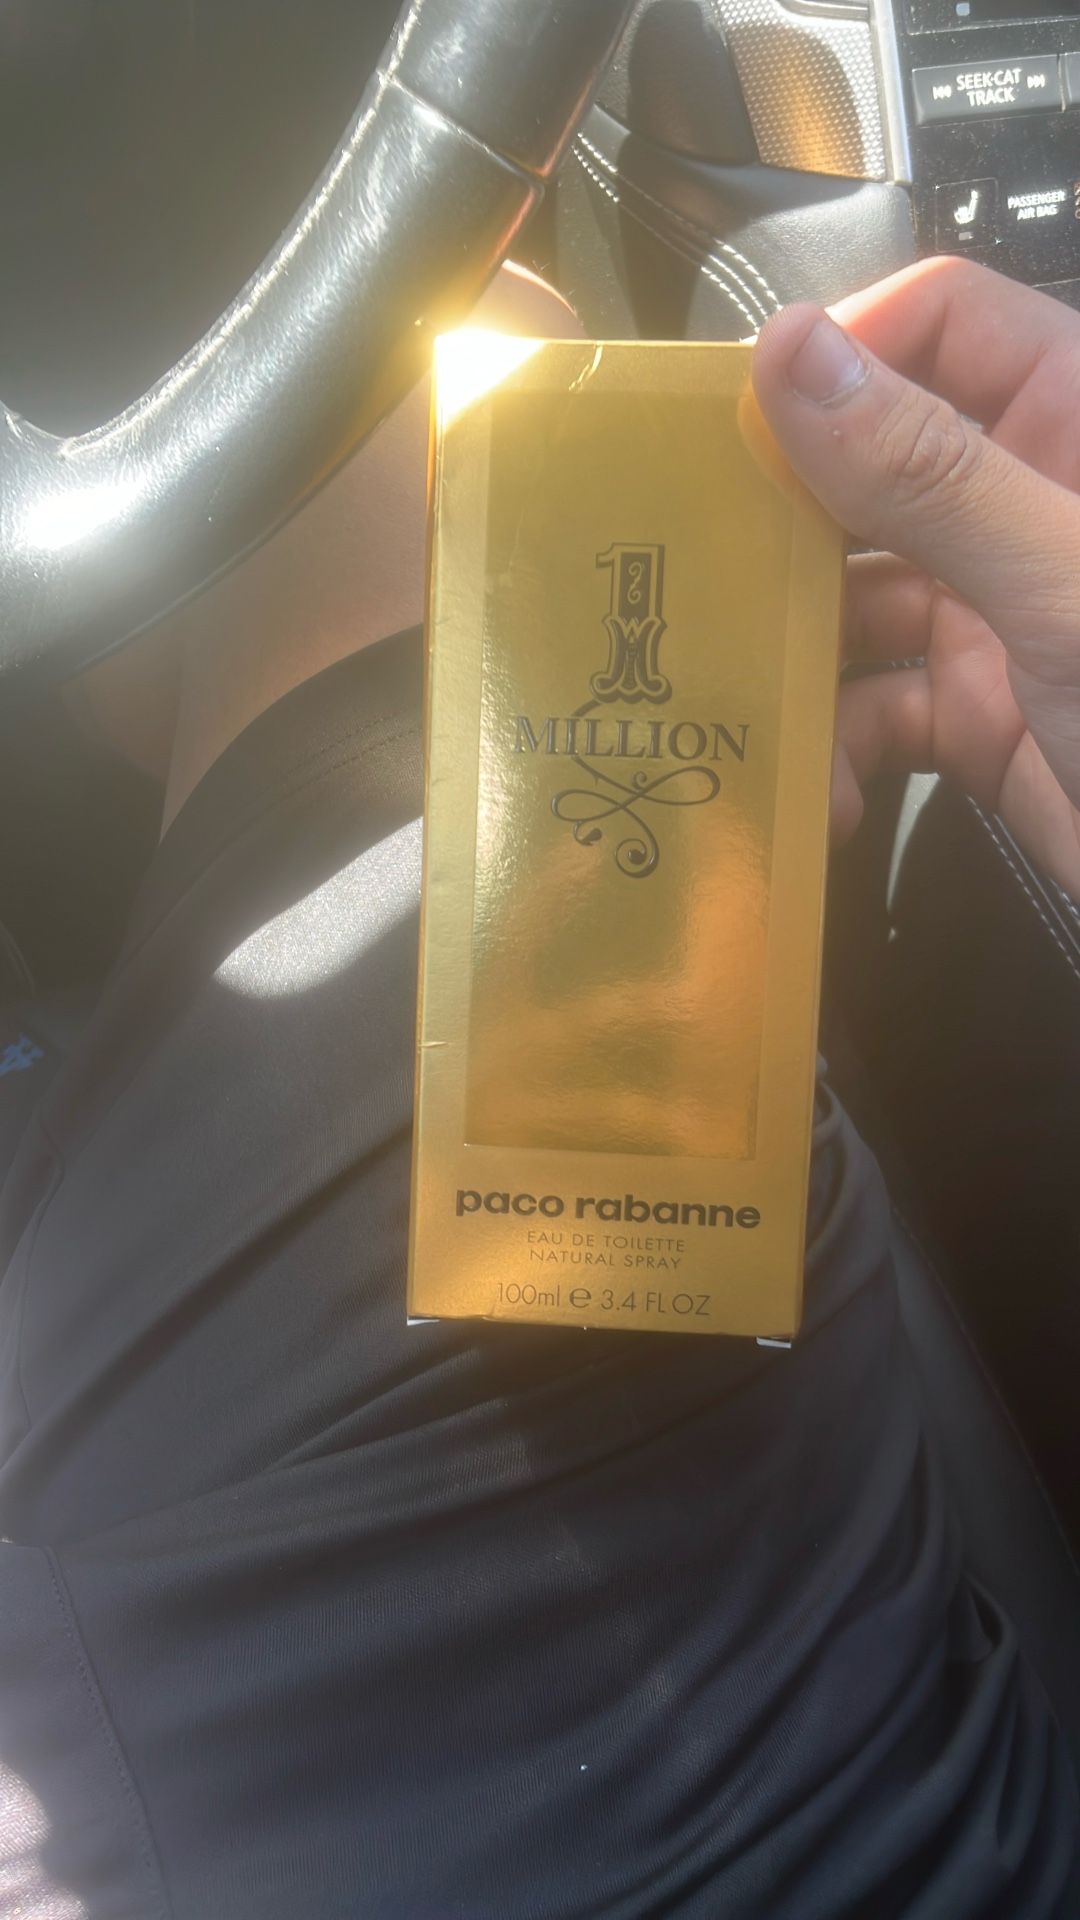 SEEK·CAT
TRACK
PASSENGER
AIR BAG
1
MILLION
paco rabanne
EAU DE TOILETTE
NATURAL SPRAY
100ml e 3.4 FL OZ